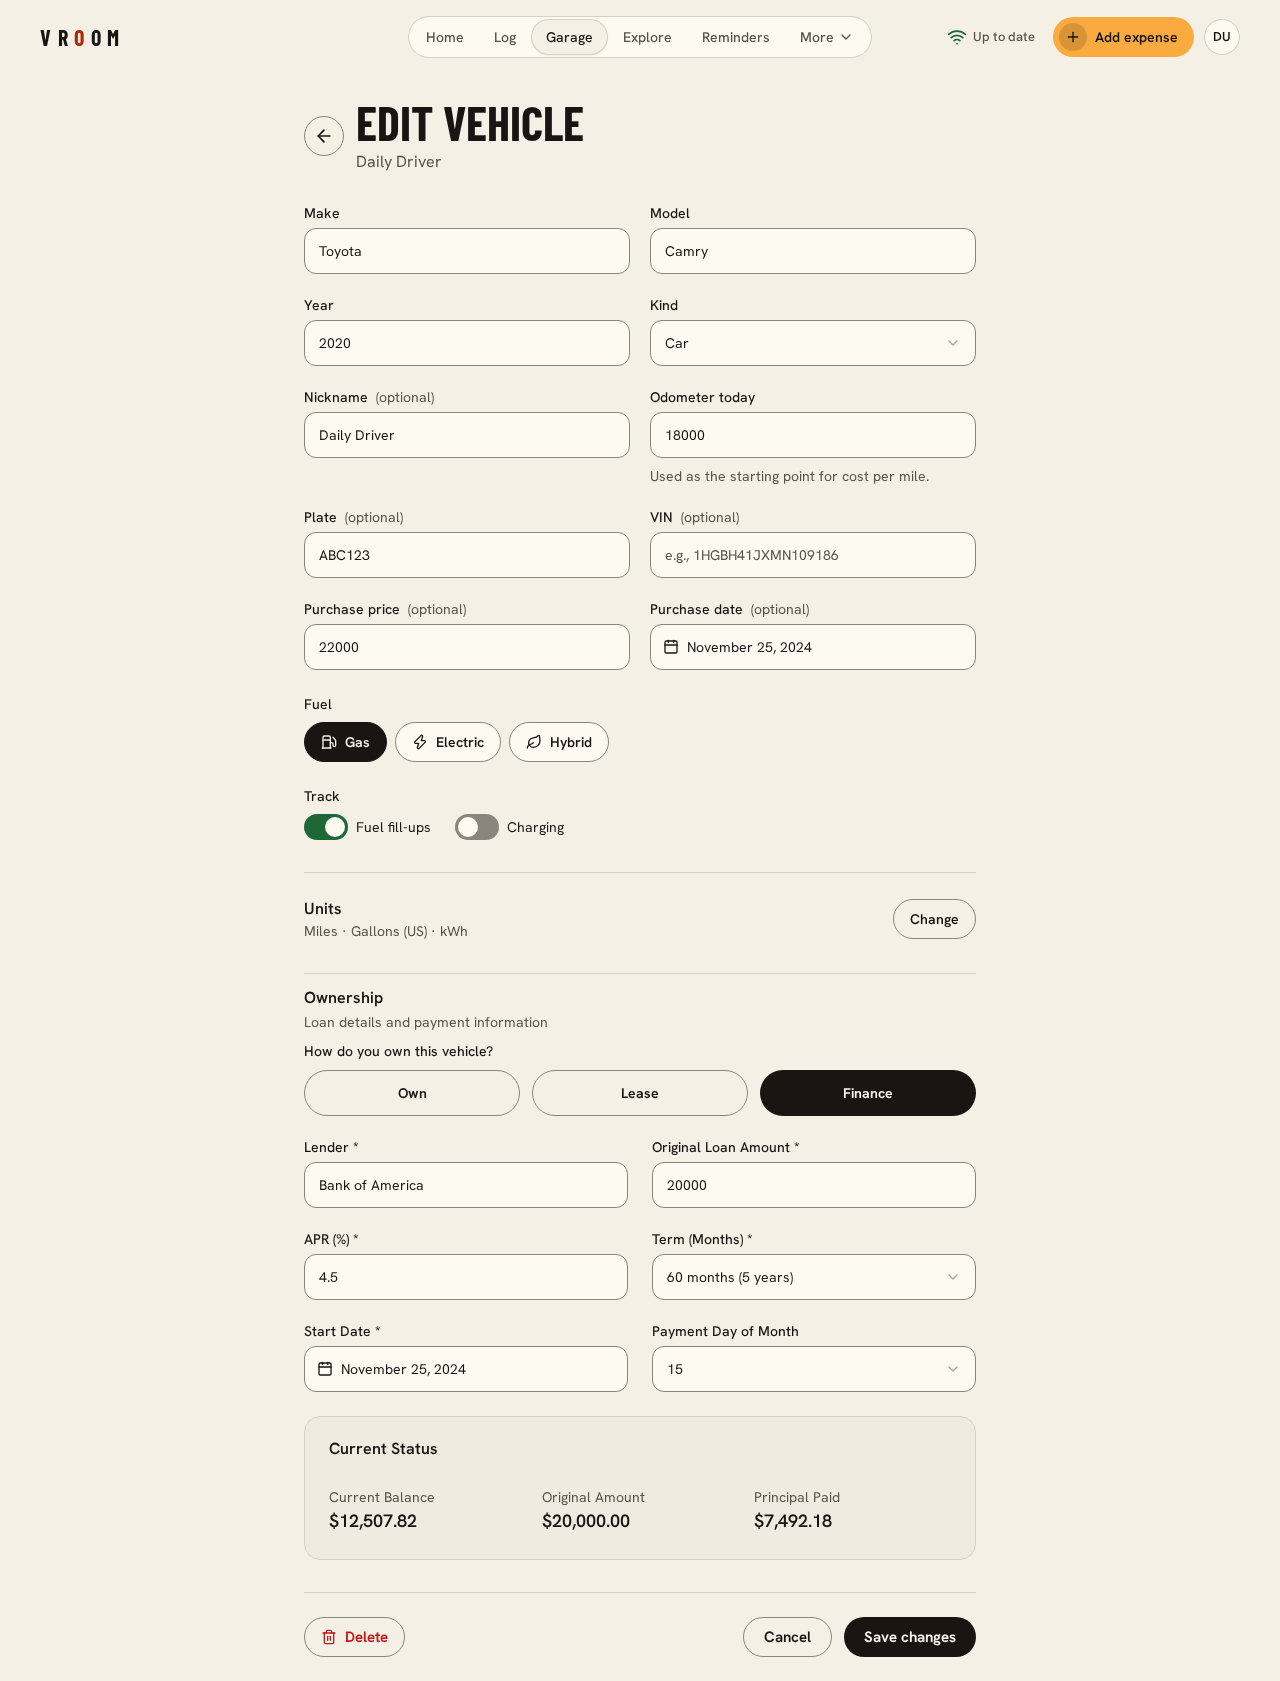 VROOM
Home Log Garage Explore Reminders More
Up to date
Add expense
DU
EDIT VEHICLE
Daily Driver
Make Model
Toyota Camry
Year Kind
2020 Car
Nickname (optional) Odometer today
Daily Driver 18000
Used as the starting point for cost per mile.
Plate (optional) VIN (optional)
ABC123 e.g., 1HGBH41JXMN109186
Purchase price (optional) Purchase date (optional)
22000 November 25, 2024
Fuel
Gas Electric Hybrid
Track
Fuel fill-ups Charging
Units
Miles · Gallons (US) · kWh
Change
Ownership
Loan details and payment information
How do you own this vehicle?
Own Lease Finance
Lender * Original Loan Amount *
Bank of America 20000
APR (%) * Term (Months) *
4.5 60 months (5 years)
Start Date * Payment Day of Month
November 25, 2024 15
Current Status
Current Balance Original Amount Principal Paid
$12,507.82 $20,000.00 $7,492.18
Delete Cancel Save changes